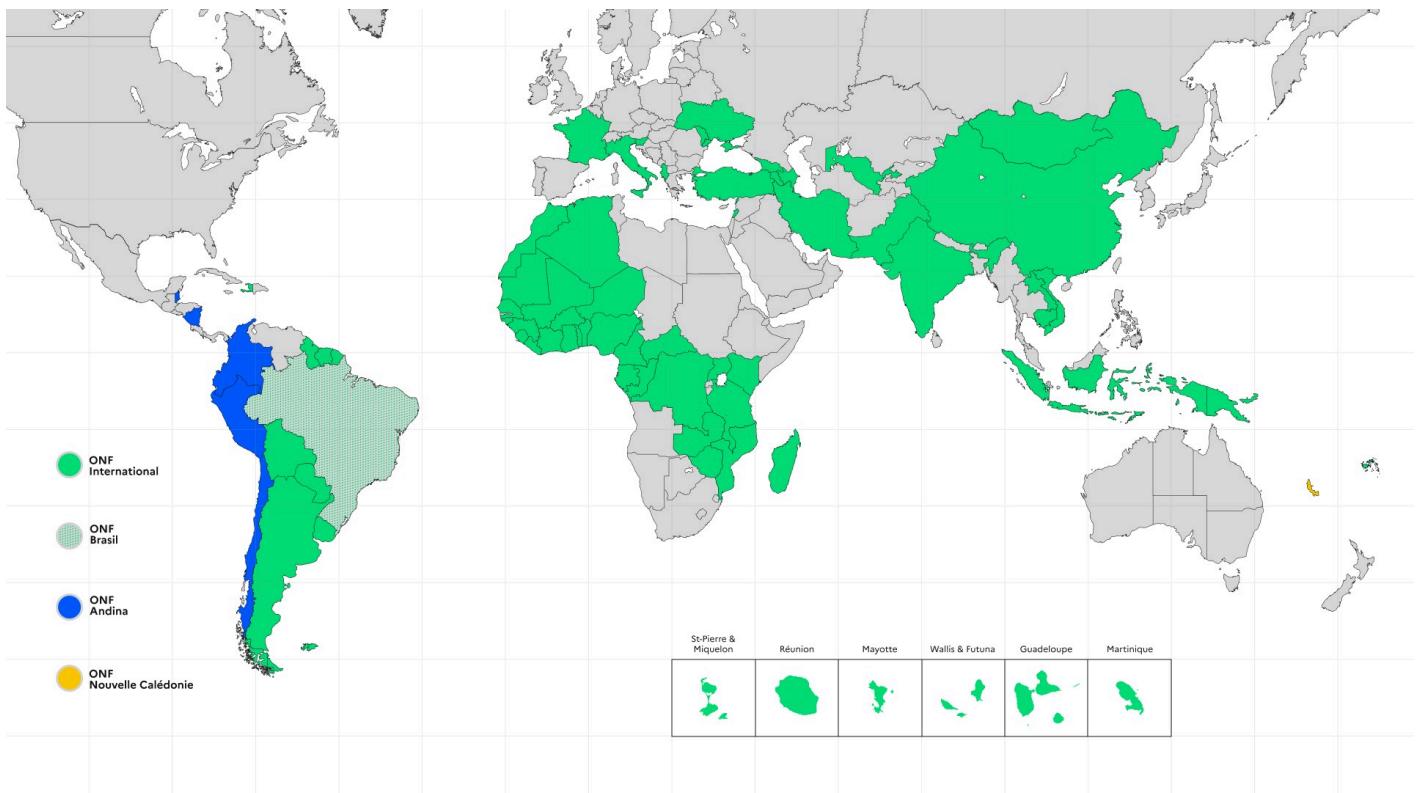 ONF
International
ONF
Brasil
ONF
Andina
ONF
Nouvelle Calédonie
St-Pierre &
Miquelon
Réunion
Mayotte
Wallis & Futuna
Guadeloupe
Martinique